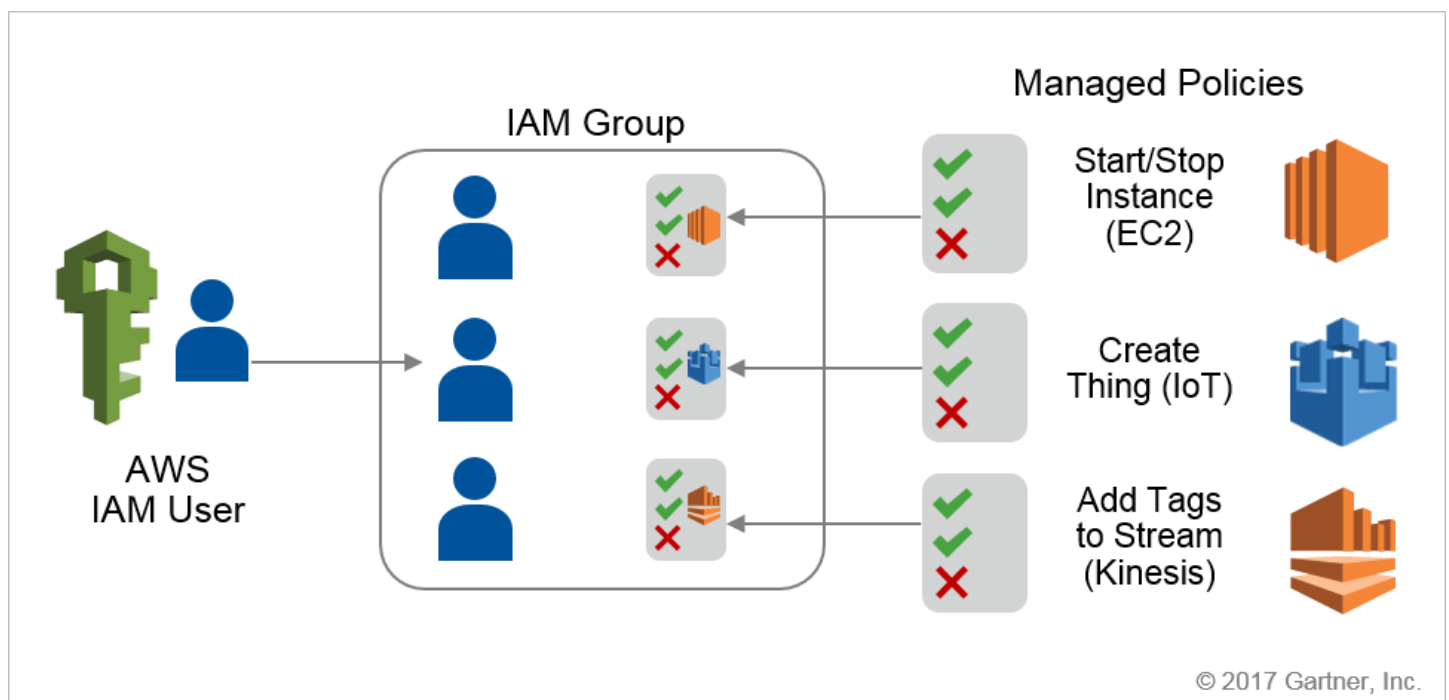 Managed Policies
IAM Group
Start/Stop
Instance
(EC2)
Create
Thing (IoT)
AWS
IAM User
Add Tags
to Stream
(Kinesis)
© 2017 Gartner, Inc.